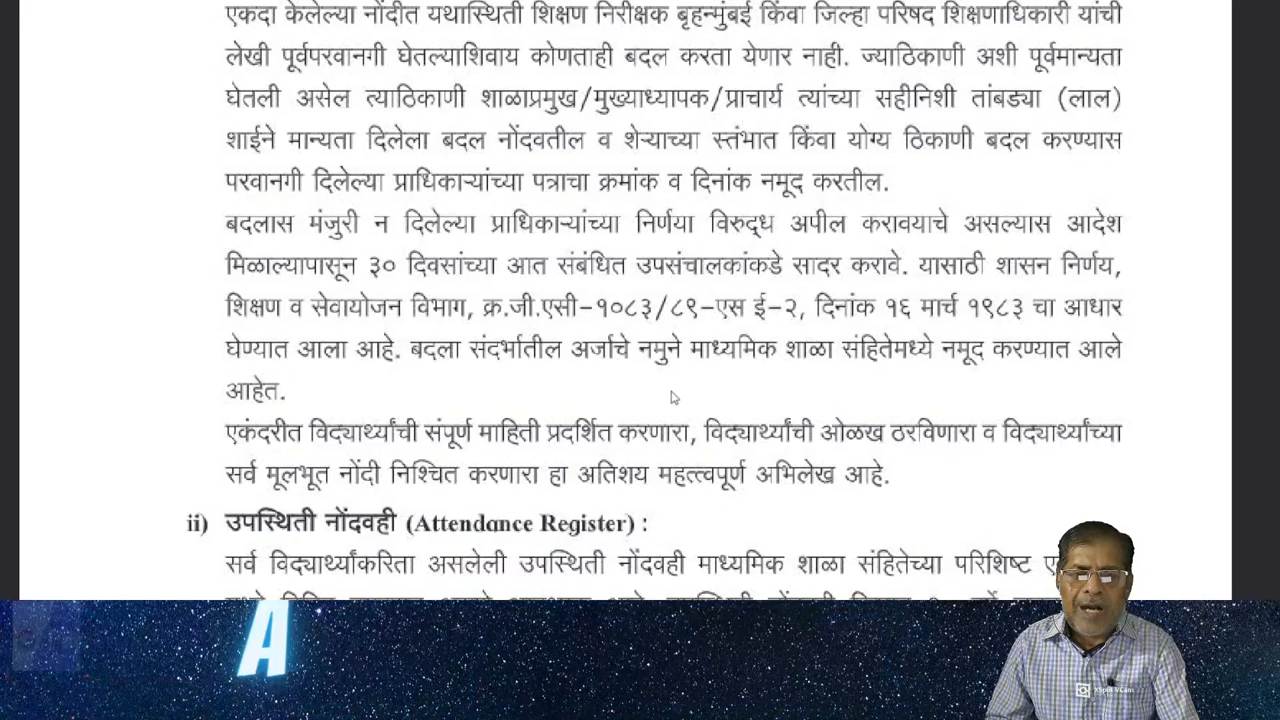 एकदा केलेल्या नोंदीत यथास्थिती शिक्षण निरीक्षक बृहन्मुंबई किंवा जिल्हा परिषद शिक्षणाधिकारी यांची
लेखी पूर्वपरवानगी घेतल्याशिवाय कोणताही बदल करता येणार नाही. ज्याठिकाणी अशी पूर्वमान्यता
घेतली असेल त्याठिकाणी शाळाप्रमुख/मुख्याध्यापक/प्राचार्य त्यांच्या सहीनिशी तांबड्या (लाल)
शाईने मान्यता दिलेला बदल नोंदवतील व शेऱ्याच्या स्तंभात किंवा योग्य ठिकाणी बदल करण्यास
परवानगी दिलेल्या प्राधिकाऱ्यांच्या पत्राचा क्रमांक व दिनांक नमूद करतील.
बदलास मंजुरी न दिलेल्या प्राधिकाऱ्यांच्या निर्णया विरुद्ध अपील करावयाचे असल्यास आदेश
मिळाल्यापासून ३० दिवसांच्या आत संबंधित उपसंचालकांकडे सादर करावे. यासाठी शासन निर्णय,
शिक्षण व सेवायोजन विभाग, क्र.जी.एसी-१०८३/८९-एस ई-२, दिनांक १६ मार्च १९८३ चा आधार
घेण्यात आला आहे. बदला संदर्भातील अर्जाचे नमुने माध्यमिक शाळा संहितेमध्ये नमूद करण्यात आले
आहेत.
एकंदरीत विद्यार्थ्यांची संपूर्ण माहिती प्रदर्शित करणारा, विद्यार्थ्यांची ओळख ठरविणारा व विद्यार्थ्यांच्या
सर्व मूलभूत नोंदी निश्चित करणारा हा अतिशय महत्त्वपूर्ण अभिलेख आहे.
ii) उपस्थिती नोंदवही (Attendance Register) :
सर्व विद्यार्थ्यांकरिता असलेली उपस्थिती नोंदवही माध्यमिक शाळा संहितेच्या परिशिष्ट
A
XSplit VCam